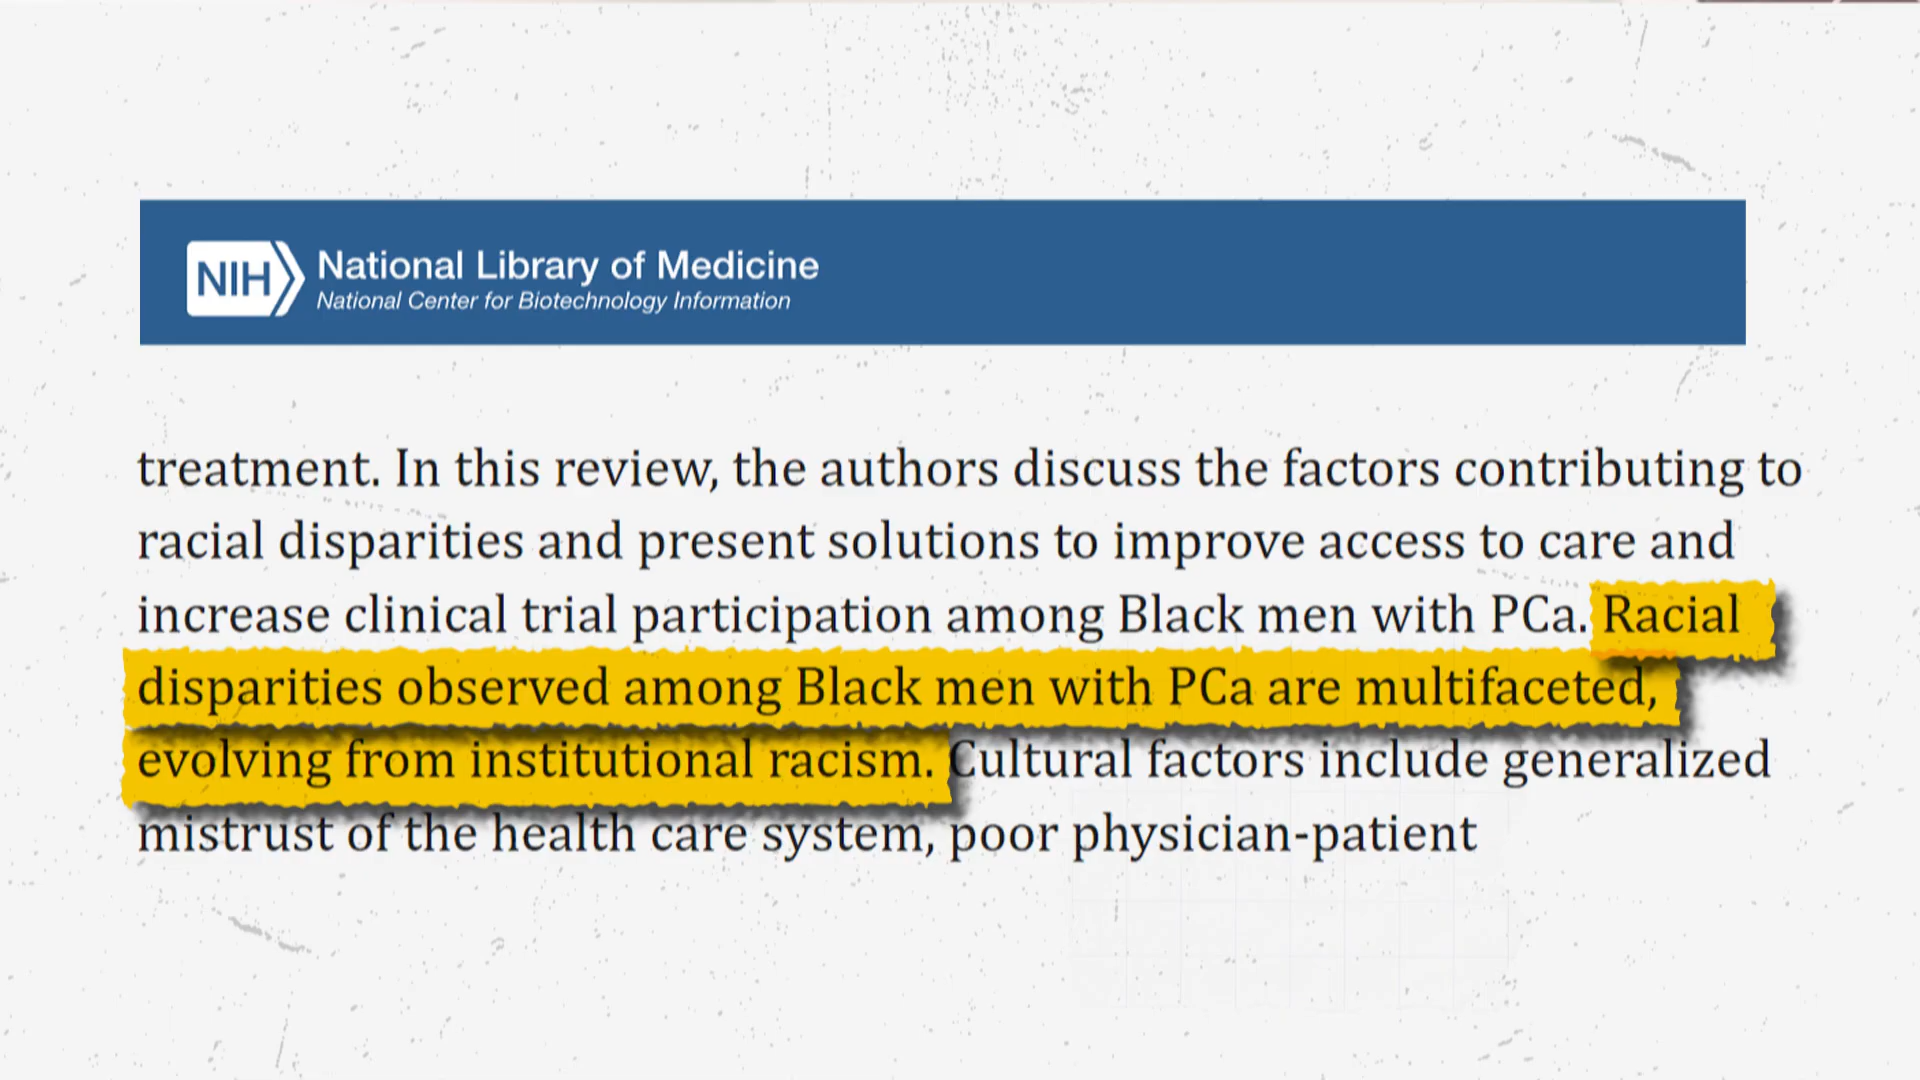 NIH National Library of Medicine
National Center for Biotechnology Information
treatment. In this review, the authors discuss the factors contributing to
racial disparities and present solutions to improve access to care and
increase clinical trial participation among Black men with PCa. Racial
disparities observed among Black men with PCa are multifaceted,
evolving from institutional racism. Cultural factors include generalized
mistrust of the health care system, poor physician-patient